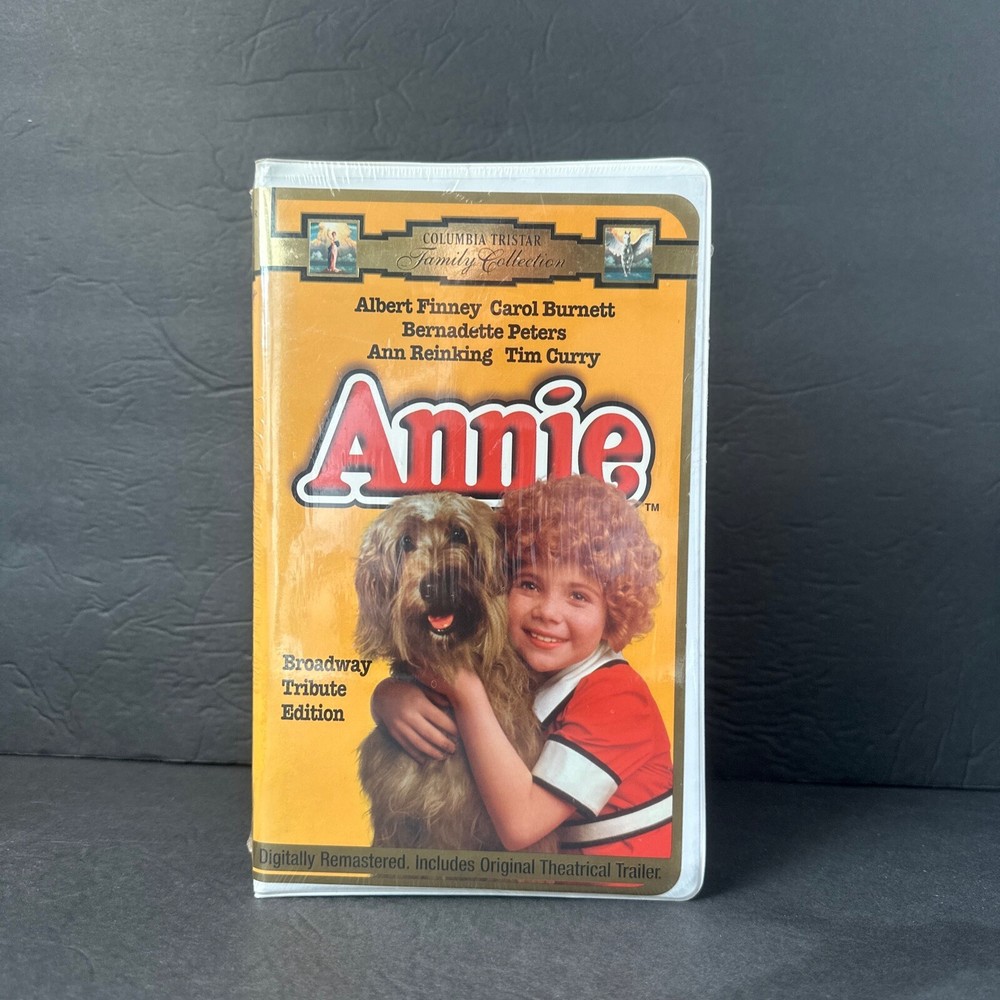 COLUMBIA TRISTAR
Family Collection
Albert Finney Carol Burnett
Bernadette Peters
Ann Reinking Tim Curry
Annie
TM
Broadway
Tribute
Edition
Digitally Remastered. Includes Original Theatrical Trailer.